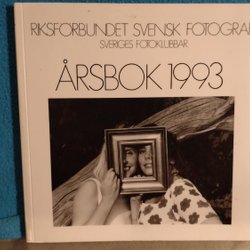 RIKSFÖRBUNDET SVENSK FOTOGRAF
SVERIGES FOTOKLUBBAR
ÅRSBOK 1993